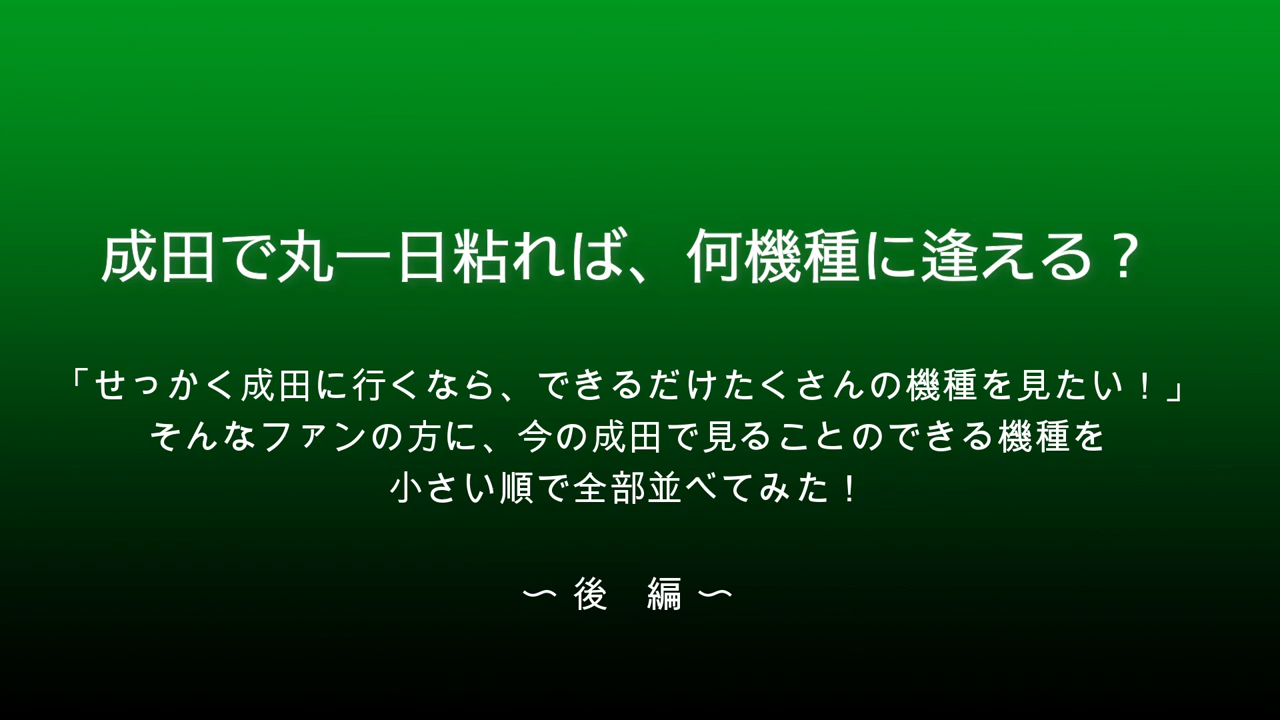 成田で丸一日粘れば、何機種に逢える？
「せっかく成田に行くなら、できるだけたくさんの機種を見たい！」
そんなファンの方に、今の成田で見ることのできる機種を
小さい順で全部並べてみた！
〜 後　編 〜